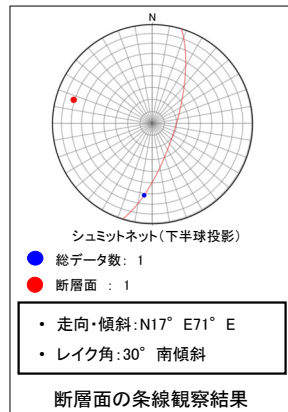 N
シュミットネット(下半球投影)
総データ数: 1
断層面 : 1
• 走向・傾斜:N17° E71° E
• レイク角:30° 南傾斜
断層面の条線観察結果